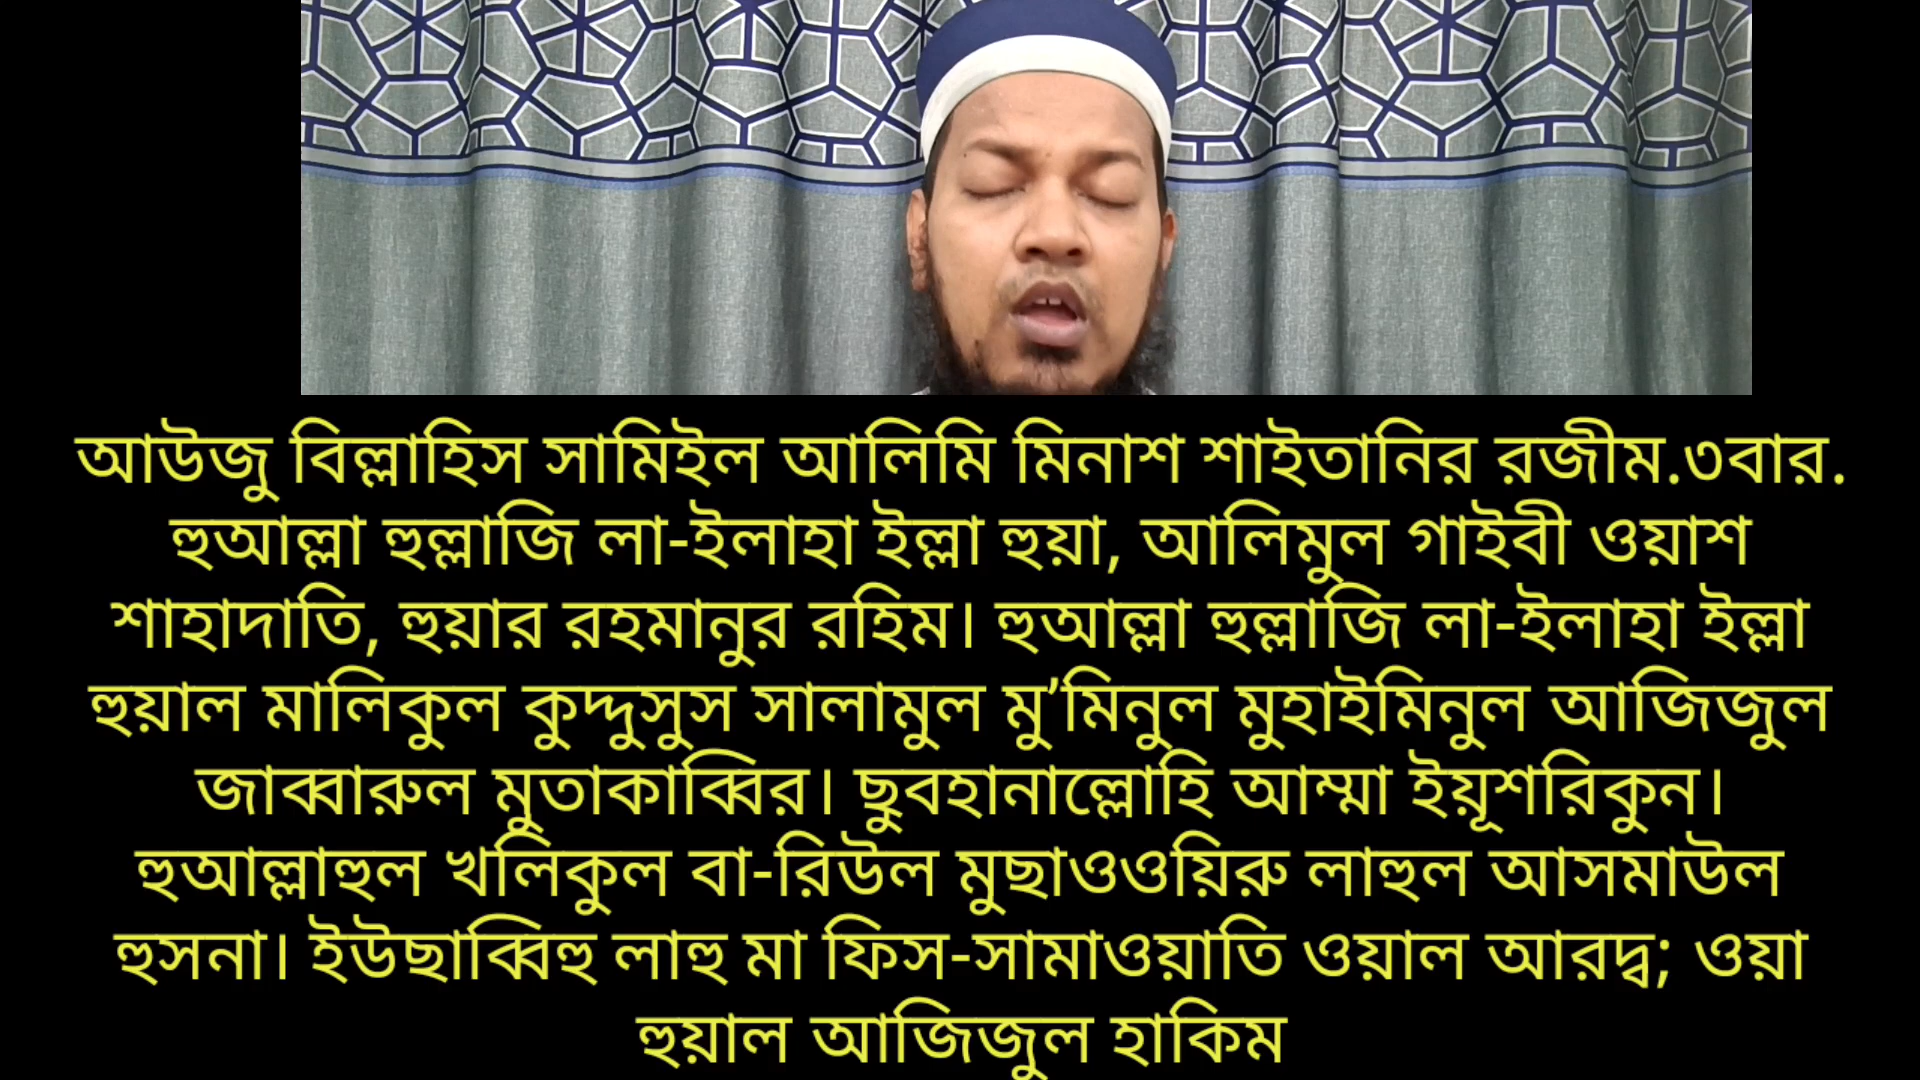 আউজু বিল্লাহিস সামিইল আলিমি মিনাশ শাইতানির রজীম.৩বার.
হুআল্লা হুল্লাজি লা-ইলাহা ইল্লা হুয়া, আলিমুল গাইবী ওয়াশ
শাহাদাতি, হুয়ার রহমানুর রহিম। হুআল্লা হুল্লাজি লা-ইলাহা ইল্লা
হুয়াল মালিকুল কুদ্দুসুস সালামুল মু’মিনুল মুহাইমিনুল আজিজুল
জাব্বারুল মুতাকাব্বির। ছুবহানাল্লোহি আম্মা ইয়ূশরিকুন।
হুআল্লাহুল খলিকুল বা-রিউল মুছাওওয়িরু লাহুল আসমাউল
হুসনা। ইউছাব্বিহু লাহু মা ফিস-সামাওয়াতি ওয়াল আরদ্ব; ওয়া
হুয়াল আজিজুল হাকিম